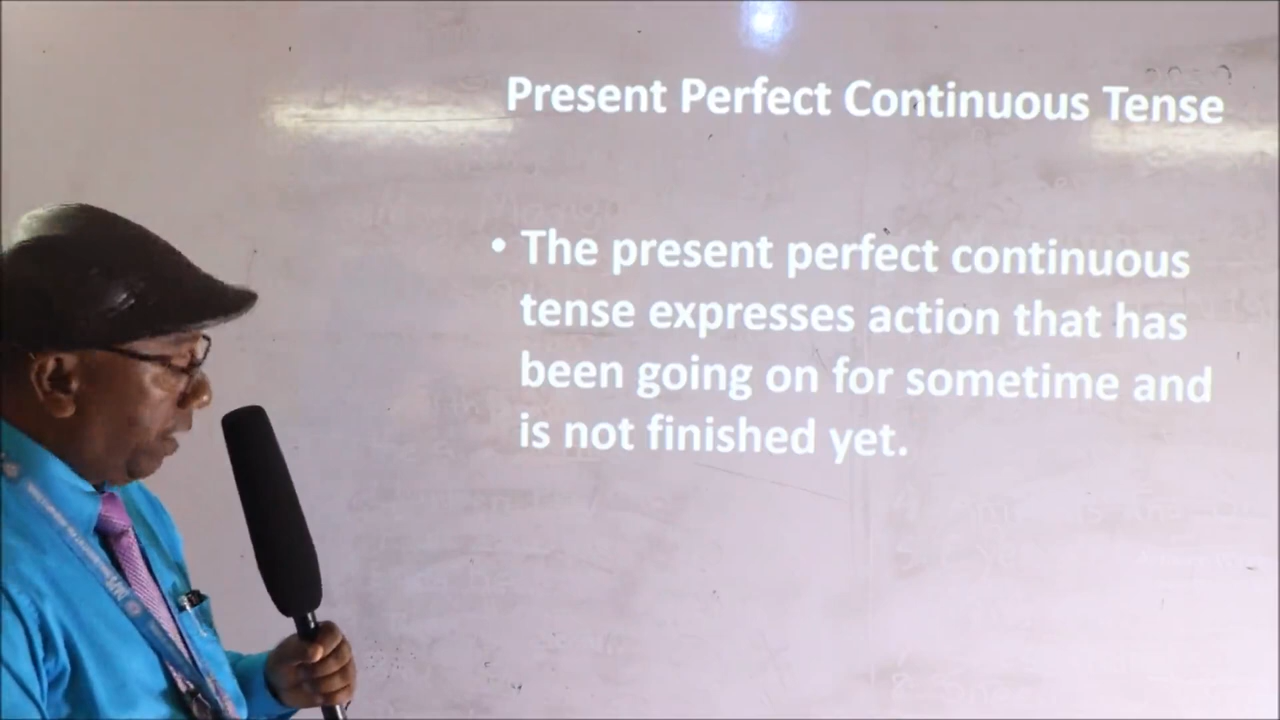 Present Perfect Continuous Tense
• The present perfect continuous
tense expresses action that has
been going on for sometime and
is not finished yet.